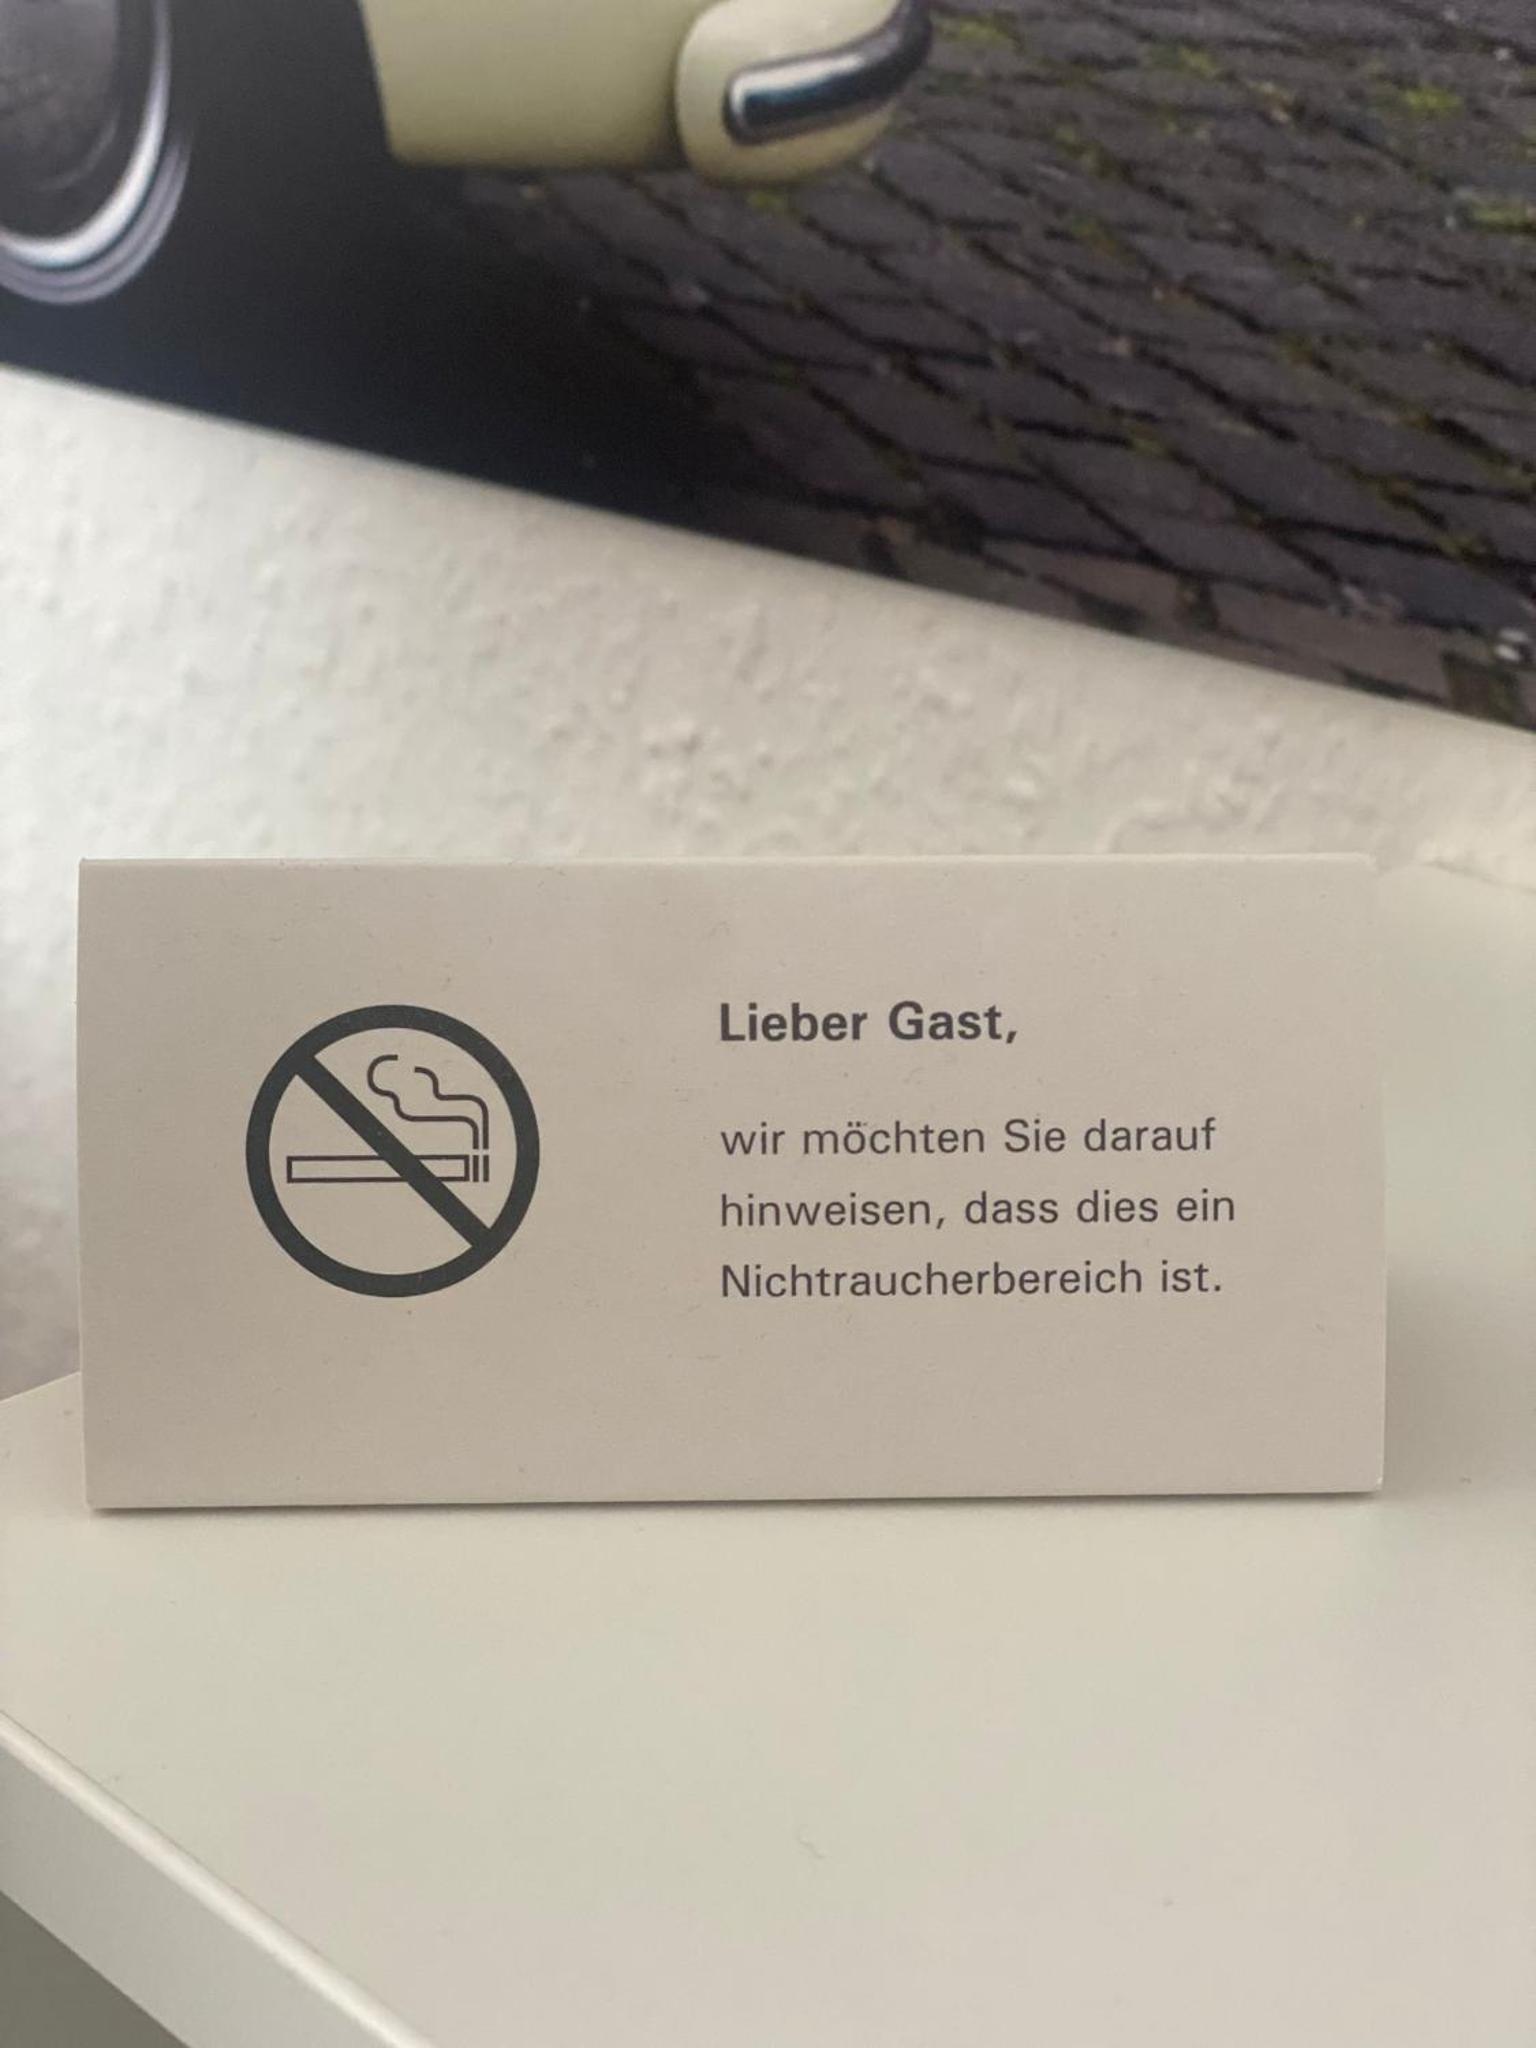 Lieber Gast,
wir möchten Sie darauf
hinweisen, dass dies ein
Nichtraucherbereich ist.